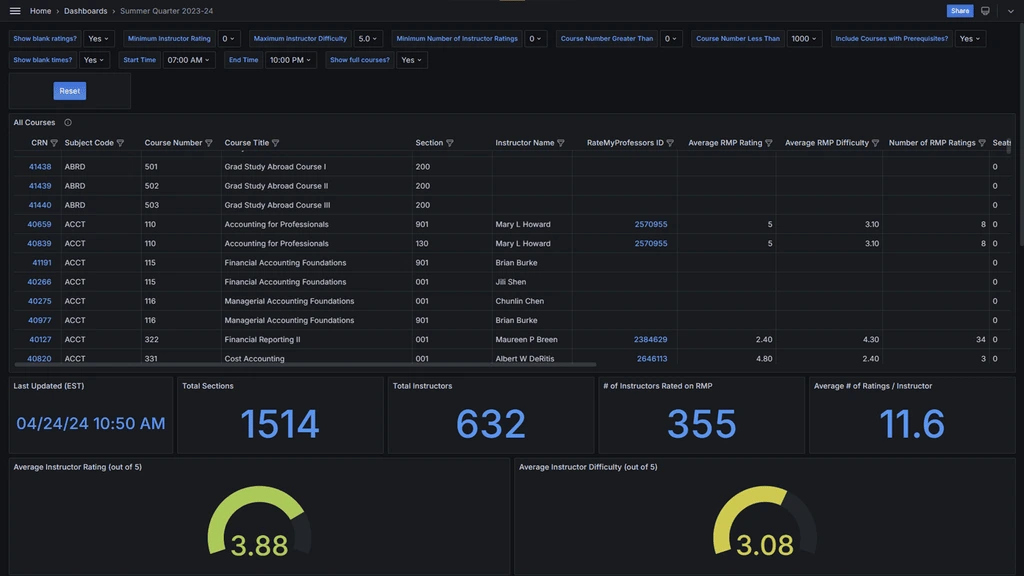 Home › Dashboards › Summer Quarter 2023-24 Share
Show blank ratings? Yes Minimum Instructor Rating 0 Maximum Instructor Difficulty 5.0 Minimum Number of Instructor Ratings 0 Course Number Greater Than 0 Course Number Less Than 1000 Include Courses with Prerequisites? Yes
Show blank times? Yes Start Time 07:00 AM End Time 10:00 PM Show full courses? Yes
Reset
All Courses
CRN Subject Code Course Number Course Title Section Instructor Name RateMyProfessors ID Average RMP Rating Average RMP Difficulty Number of RMP Ratings Seats
41438 ABRD 501 Grad Study Abroad Course I 200 0
41439 ABRD 502 Grad Study Abroad Course II 200 0
41440 ABRD 503 Grad Study Abroad Course III 200 0
40659 ACCT 110 Accounting for Professionals 901 Mary L Howard 2570955 5 3.10 8 0
40839 ACCT 110 Accounting for Professionals 130 Mary L Howard 2570955 5 3.10 8 0
41191 ACCT 115 Financial Accounting Foundations 901 Brian Burke 0
40266 ACCT 115 Financial Accounting Foundations 001 Jili Shen 0
40275 ACCT 116 Managerial Accounting Foundations 001 Chunlin Chen 0
40977 ACCT 116 Managerial Accounting Foundations 901 Brian Burke 0
40127 ACCT 322 Financial Reporting II 001 Maureen P Breen 2384629 2.40 4.30 34 0
40820 ACCT 331 Cost Accounting 001 Albert W DeRitis 2646113 4.80 2.40 3 0
Last Updated (EST) Total Sections Total Instructors # of Instructors Rated on RMP Average # of Ratings / Instructor
04/24/24 10:50 AM 1514 632 355 11.6
Average Instructor Rating (out of 5) Average Instructor Difficulty (out of 5)
3.88 3.08